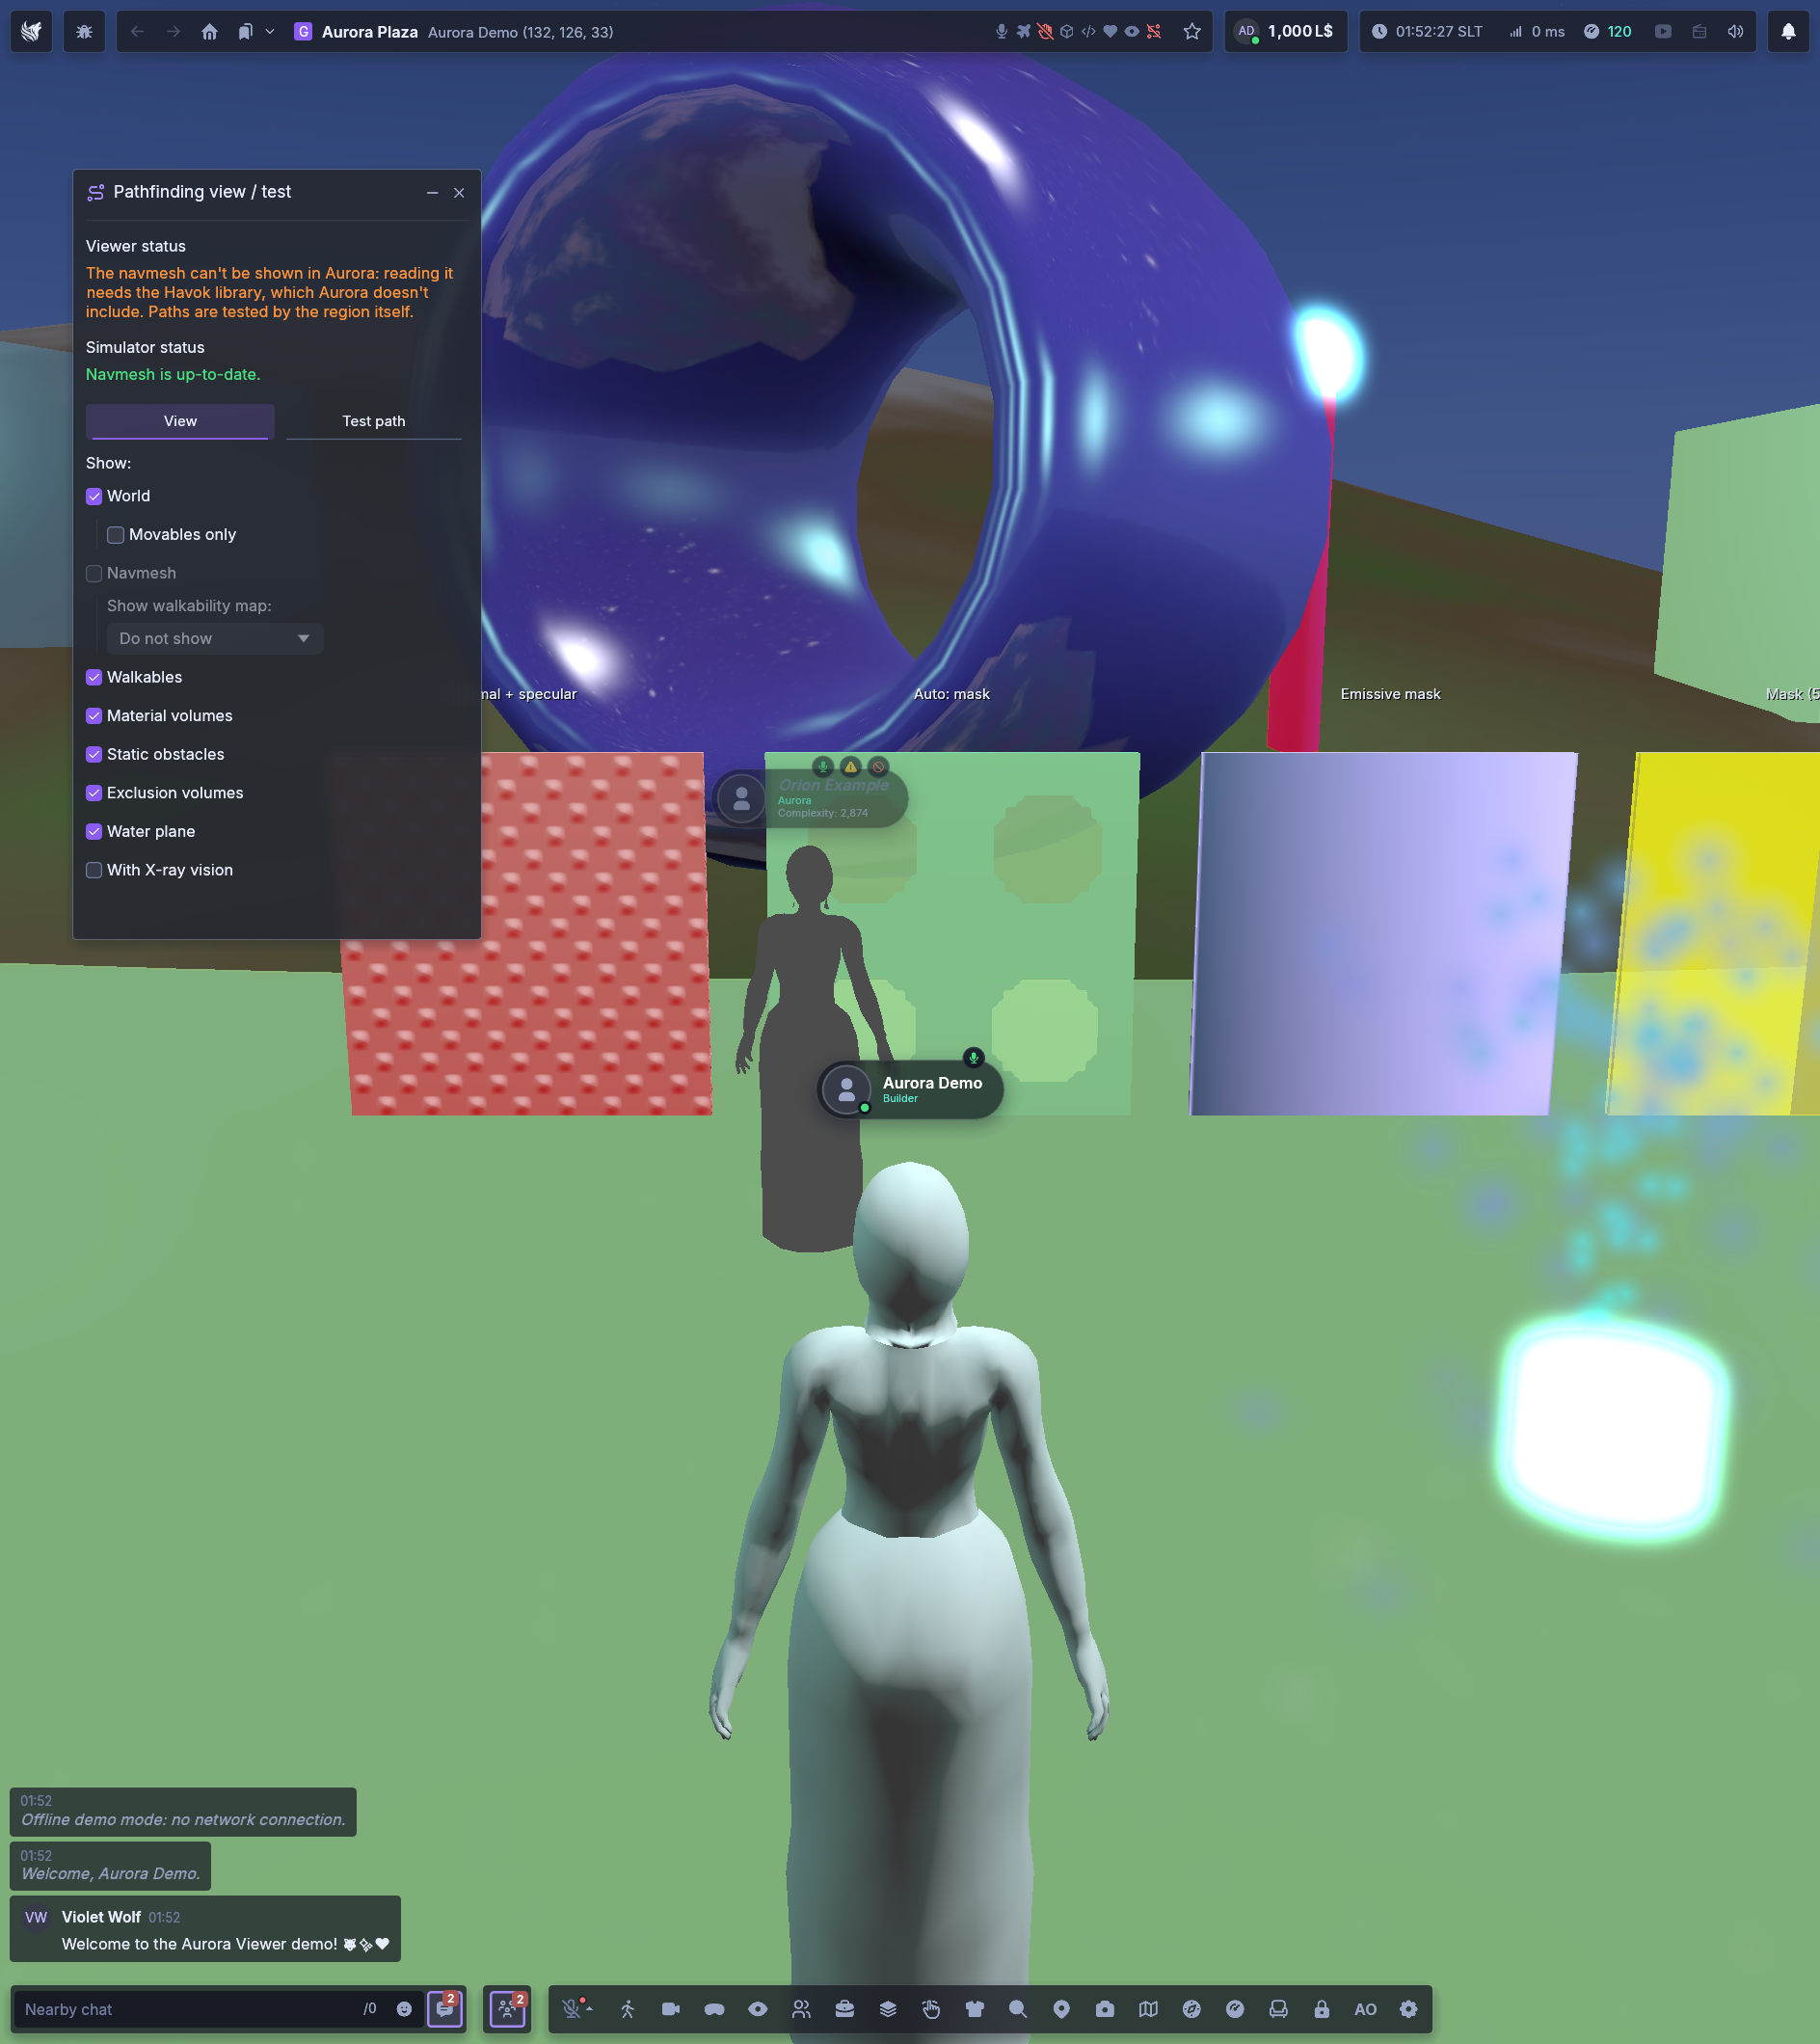 G Aurora Plaza Aurora Demo (132, 126, 33)
AD 1,000 L$
01:52:27 SLT 0 ms 120
Pathfinding view / test
Viewer status
The navmesh can't be shown in Aurora: reading it
needs the Havok library, which Aurora doesn't
include. Paths are tested by the region itself.
Simulator status
Navmesh is up-to-date.
View Test path
Show:
World
Movables only
Navmesh
Show walkability map:
Do not show
Walkables
Material volumes
Static obstacles
Exclusion volumes
Water plane
With X-ray vision
+ specular
Auto: mask
Emissive mask
Mask
Orion Example
Aurora
Complexity: 2,874
Aurora Demo
Builder
01:52
Offline demo mode: no network connection.
01:52
Welcome, Aurora Demo.
VW Violet Wolf 01:52
Welcome to the Aurora Viewer demo!
Nearby chat /0 2 2 AO